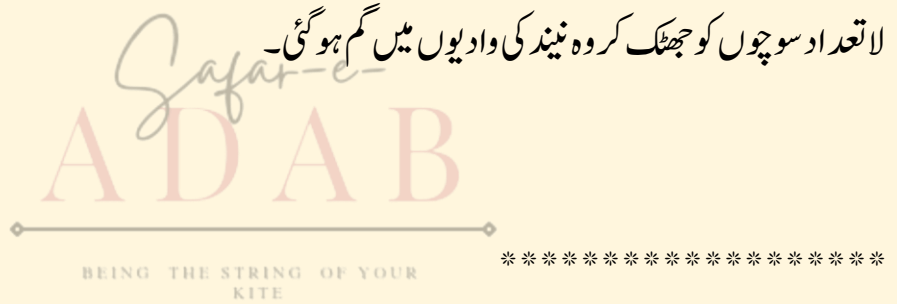 لاتعداد سوچوں کو جھٹک کر وہ نیند کی وادیوں میں گم ہو گئی۔
Safar-e-
ADAB
*******************
BEING THE STRING OF YOUR
KITE